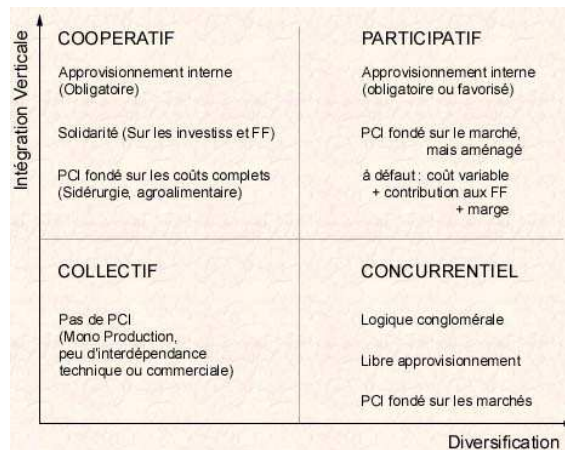 Intégration Verticale
COOPERATIF
Approvisionnement interne
(Obligatoire)
Solidarité (Sur les investiss et FF)
PCI fondé sur les coûts complets
(Sidérurgie, agroalimentaire)
PARTICIPATIF
Approvisionnement interne
(obligatoire ou favorisé)
PCI fondé sur le marché,
mais aménagé
à défaut : coût variable
+ contribution aux FF
+ marge
COLLECTIF
Pas de PCI
(Mono Production,
peu d'interdépendance
technique ou commerciale)
CONCURRENTIEL
Logique conglomérale
Libre approvisionnement
PCI fondé sur les marchés
Diversification